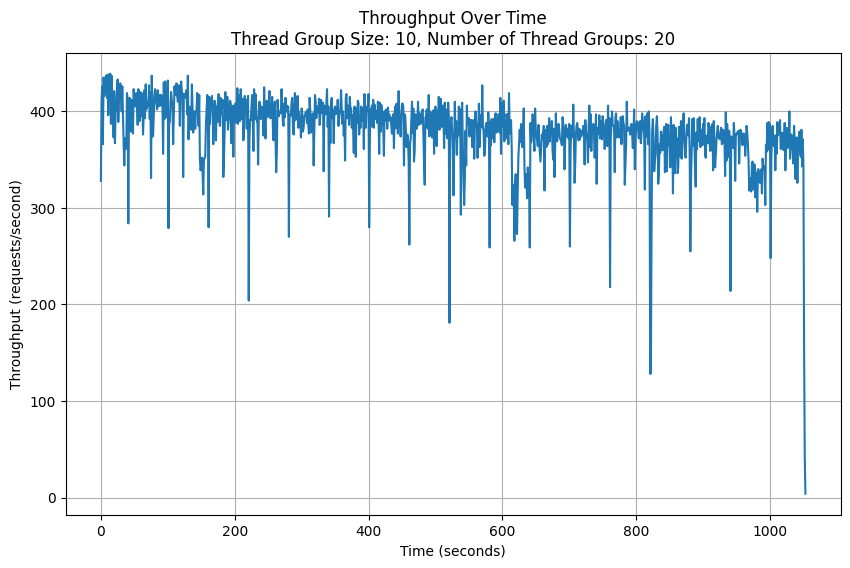 Throughput Over Time
Thread Group Size: 10, Number of Thread Groups: 20
Throughput (requests/second)
400
300
200
100
0
0 200 400 600 800 1000
Time (seconds)